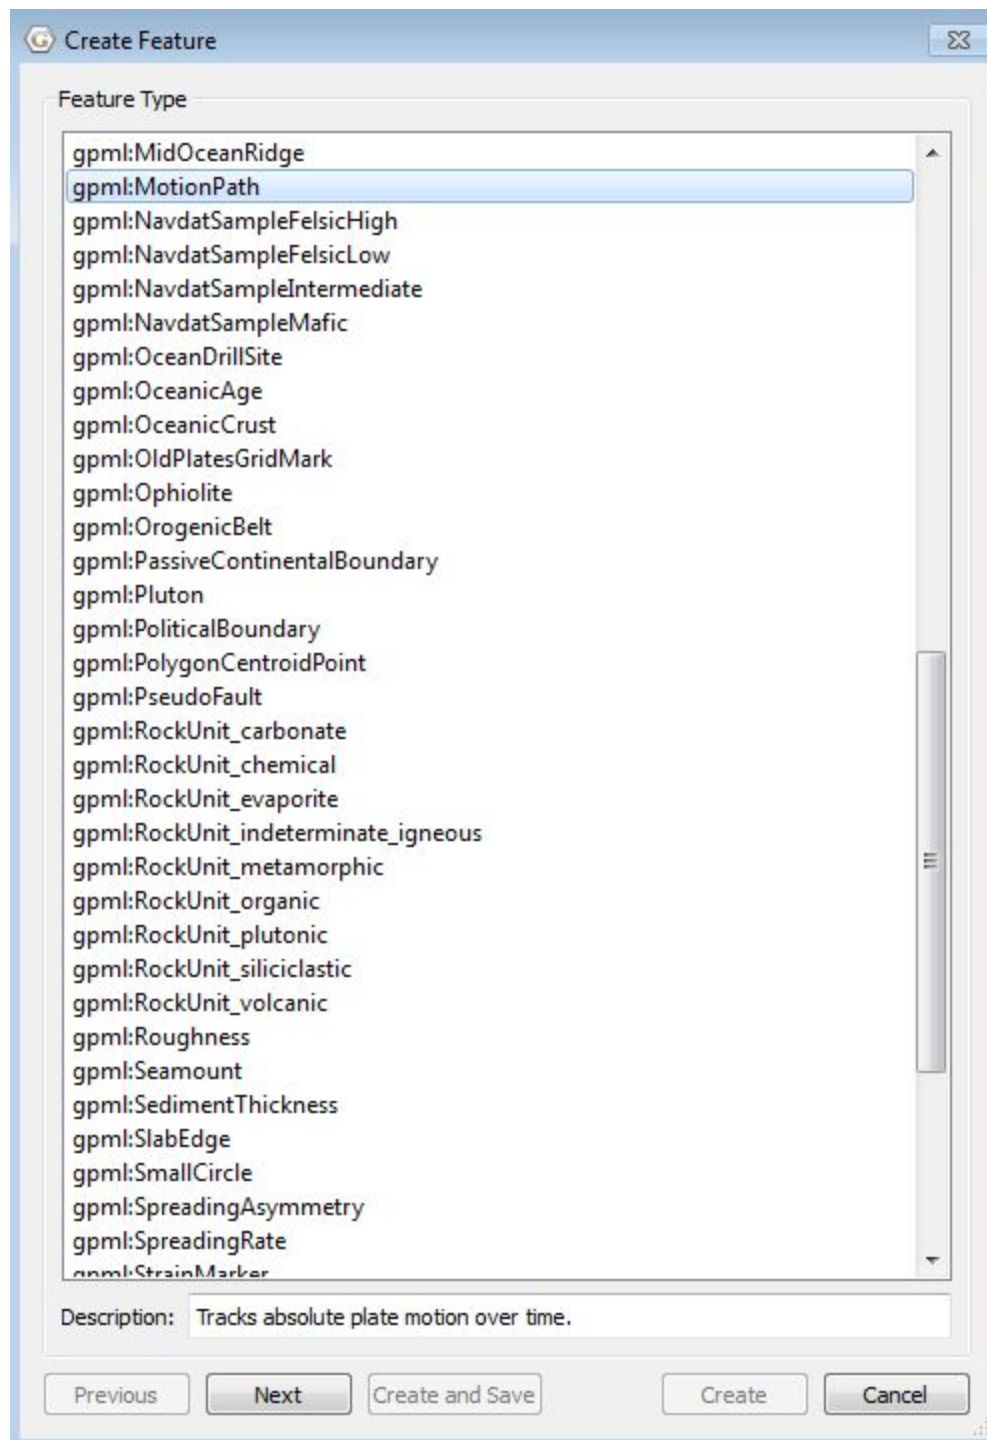 Create Feature
Feature Type
gpml:MidOceanRidge
gpml:MotionPath
gpml:NavdatSampleFelsicHigh
gpml:NavdatSampleFelsicLow
gpml:NavdatSampleIntermediate
gpml:NavdatSampleMafic
gpml:OceanDrillSite
gpml:OceanicAge
gpml:OceanicCrust
gpml:OldPlatesGridMark
gpml:Ophiolite
gpml:OrogenicBelt
gpml:PassiveContinentalBoundary
gpml:Pluton
gpml:PoliticalBoundary
gpml:PolygonCentroidPoint
gpml:PseudoFault
gpml:RockUnit_carbonate
gpml:RockUnit_chemical
gpml:RockUnit_evaporite
gpml:RockUnit_indeterminate_igneous
gpml:RockUnit_metamorphic
gpml:RockUnit_organic
gpml:RockUnit_plutonic
gpml:RockUnit_siliciclastic
gpml:RockUnit_volcanic
gpml:Roughness
gpml:Seamount
gpml:SedimentThickness
gpml:SlabEdge
gpml:SmallCircle
gpml:SpreadingAsymmetry
gpml:SpreadingRate
gpml:StrainMarker
Description: Tracks absolute plate motion over time.
Previous Next Create and Save Create Cancel